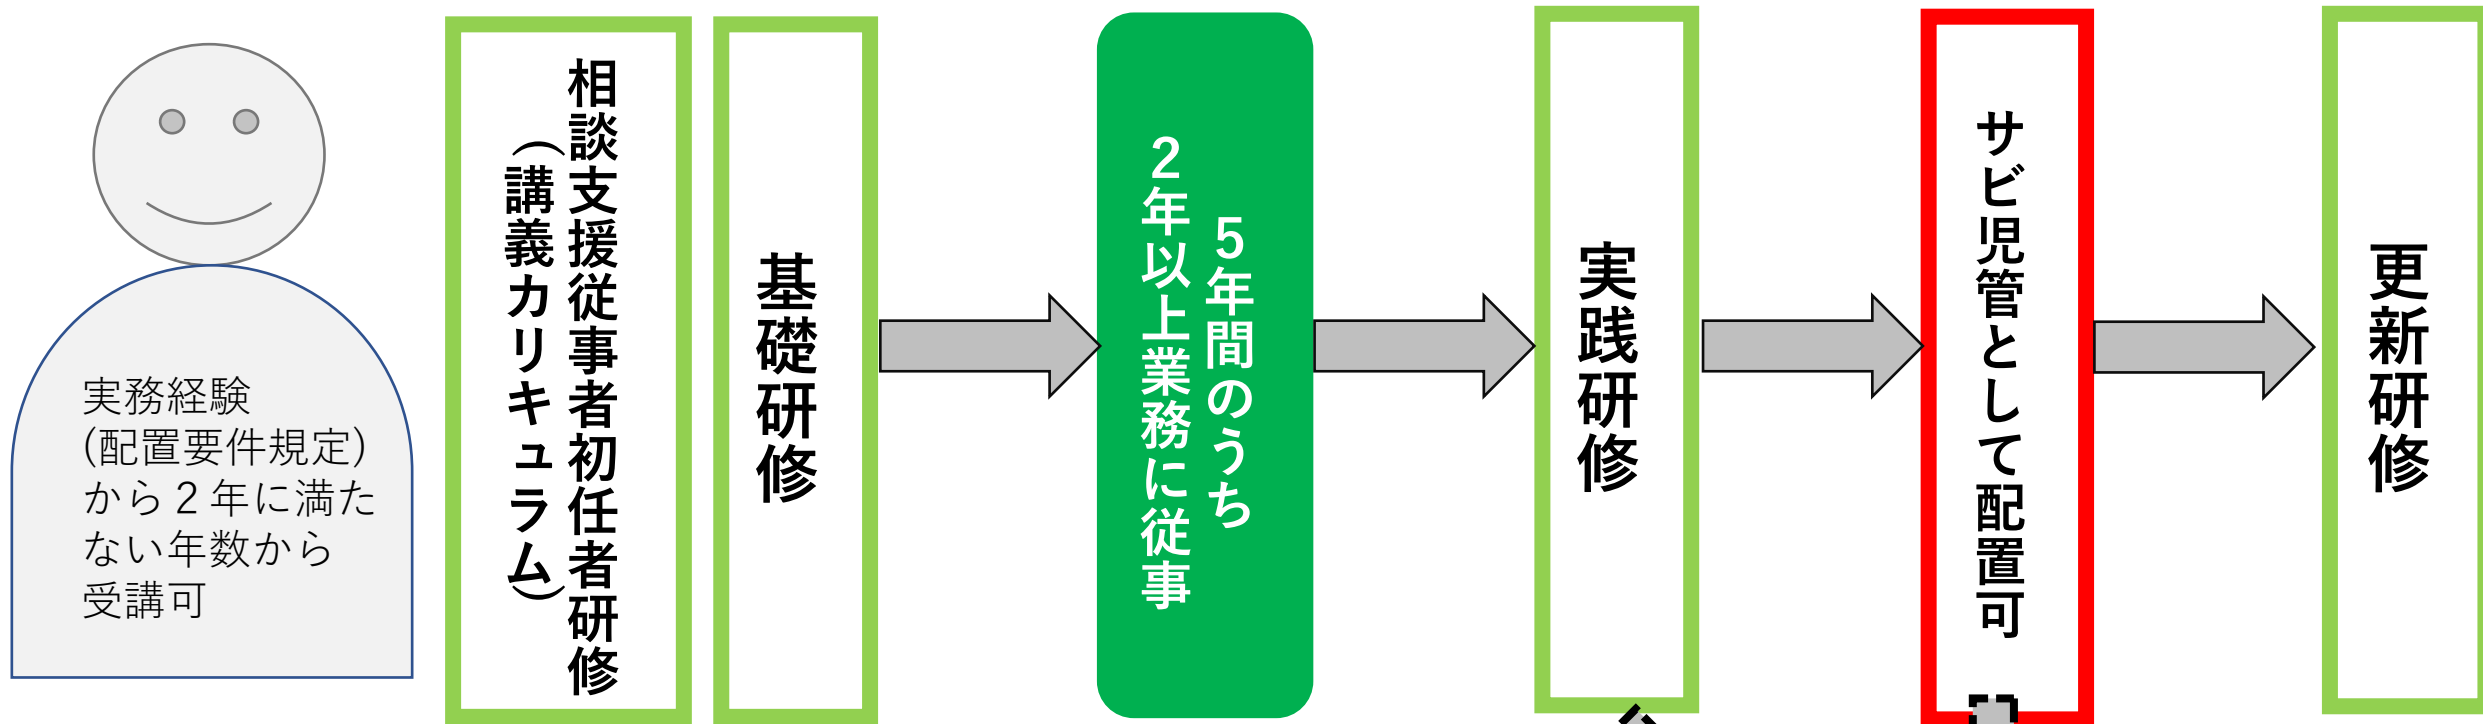 実務経験
(配置要件規定)
から２年に満た
ない年数から
受講可
相談支援従事者初任者研修
（講義カリキュラム）
基礎研修
５年間のうち
２年以上業務に従事
実践研修
サビ児管として配置可
更新研修